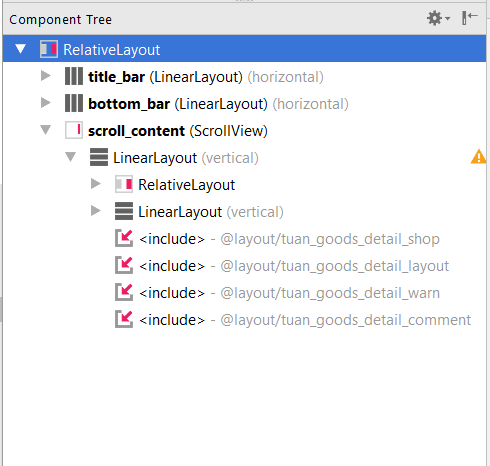 Component Tree
RelativeLayout
title_bar (LinearLayout) (horizontal)
bottom_bar (LinearLayout) (horizontal)
scroll_content (ScrollView)
LinearLayout (vertical)
RelativeLayout
LinearLayout (vertical)
<include> - @layout/tuan_goods_detail_shop
<include> - @layout/tuan_goods_detail_layout
<include> - @layout/tuan_goods_detail_warn
<include> - @layout/tuan_goods_detail_comment